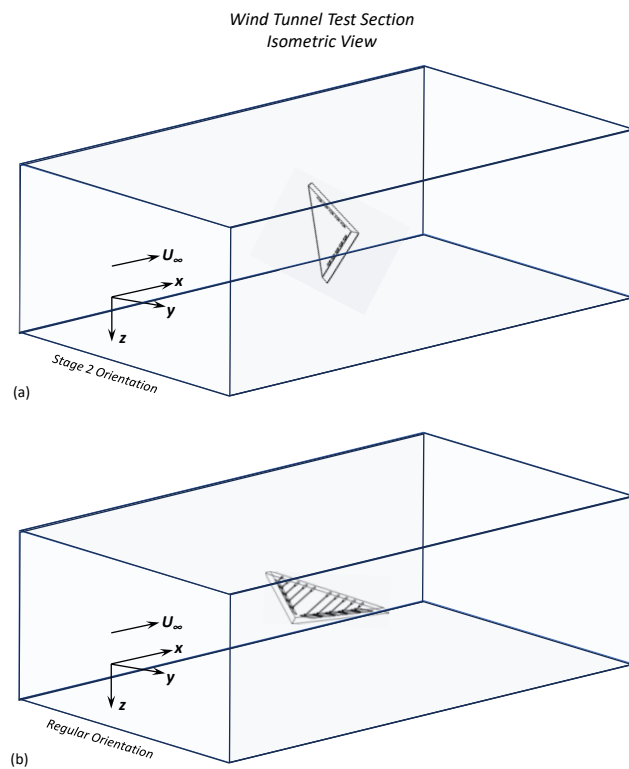 Wind Tunnel Test Section
Isometric View
U∞
x
y
z
Stage 2 Orientation
(a)
U∞
x
y
z
Regular Orientation
(b)